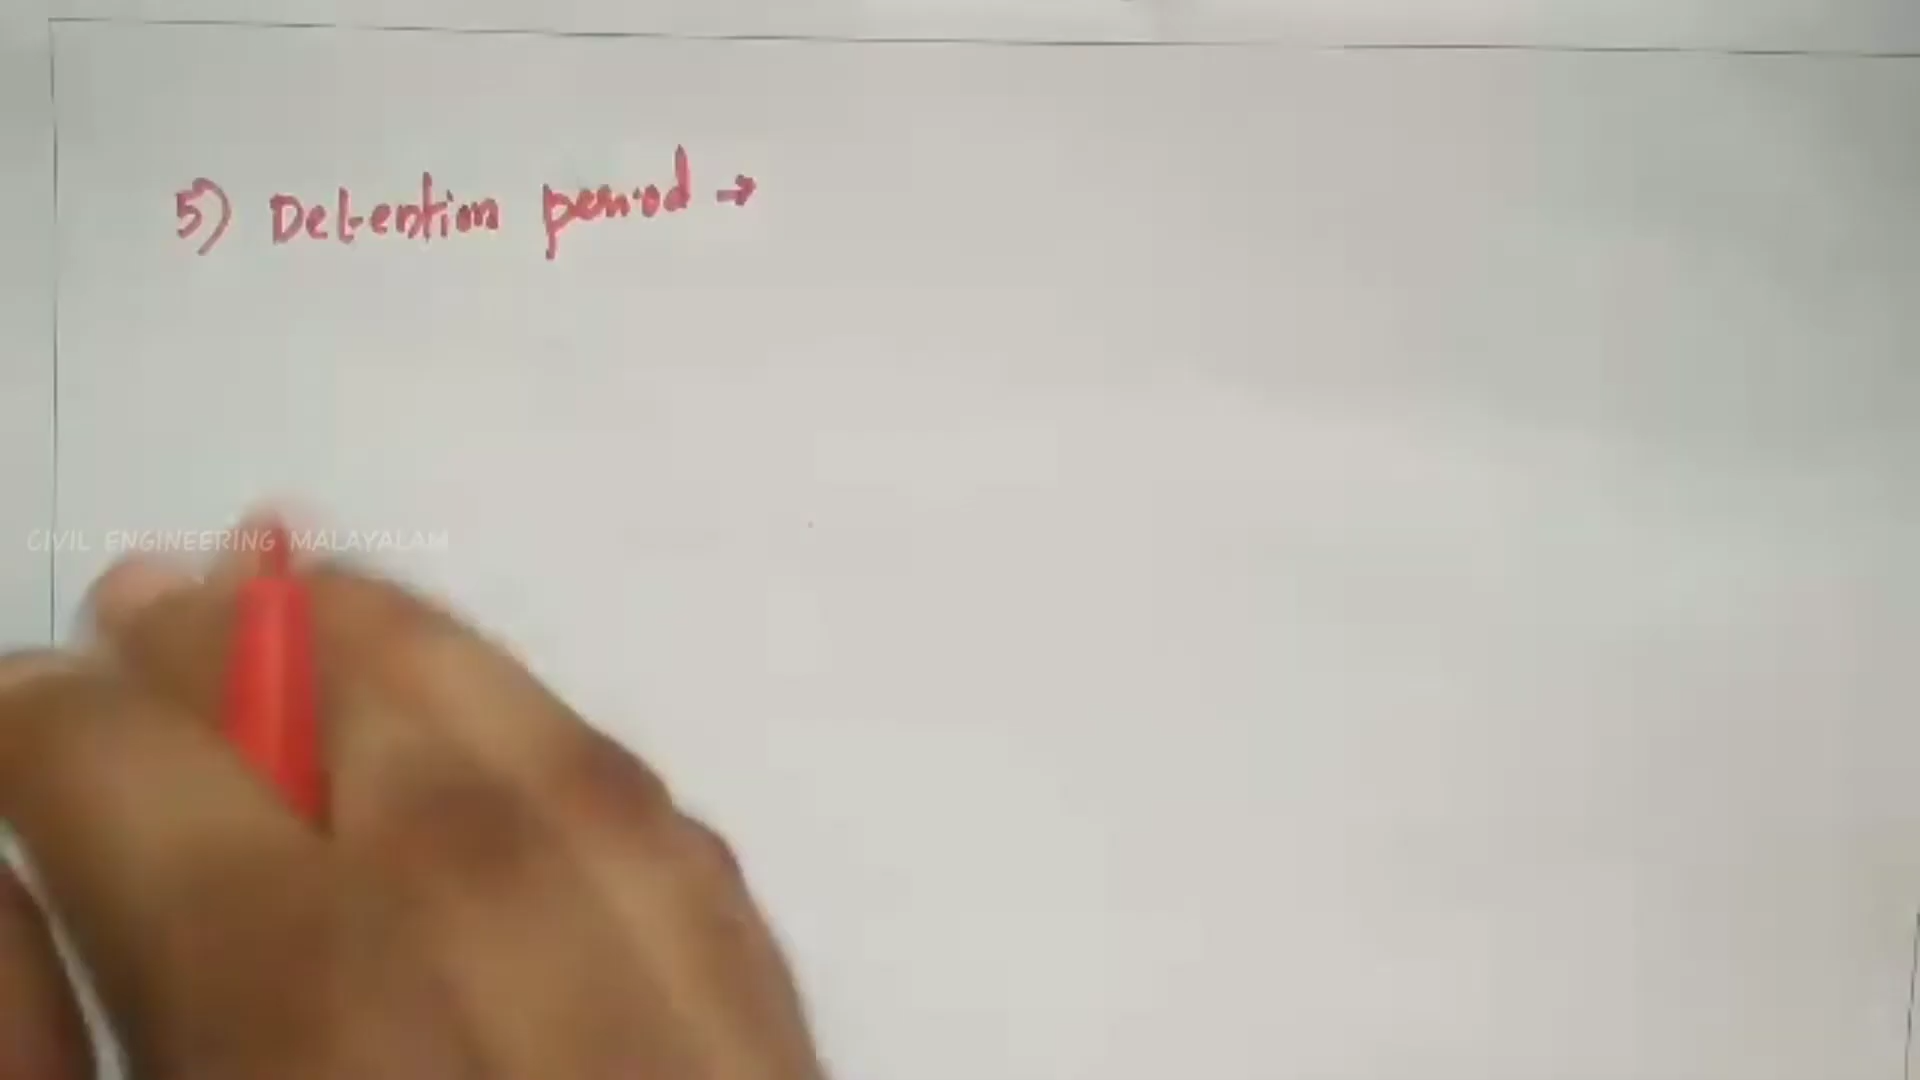 5) Detention period →
CIVIL ENGINEERING MALAYALAM